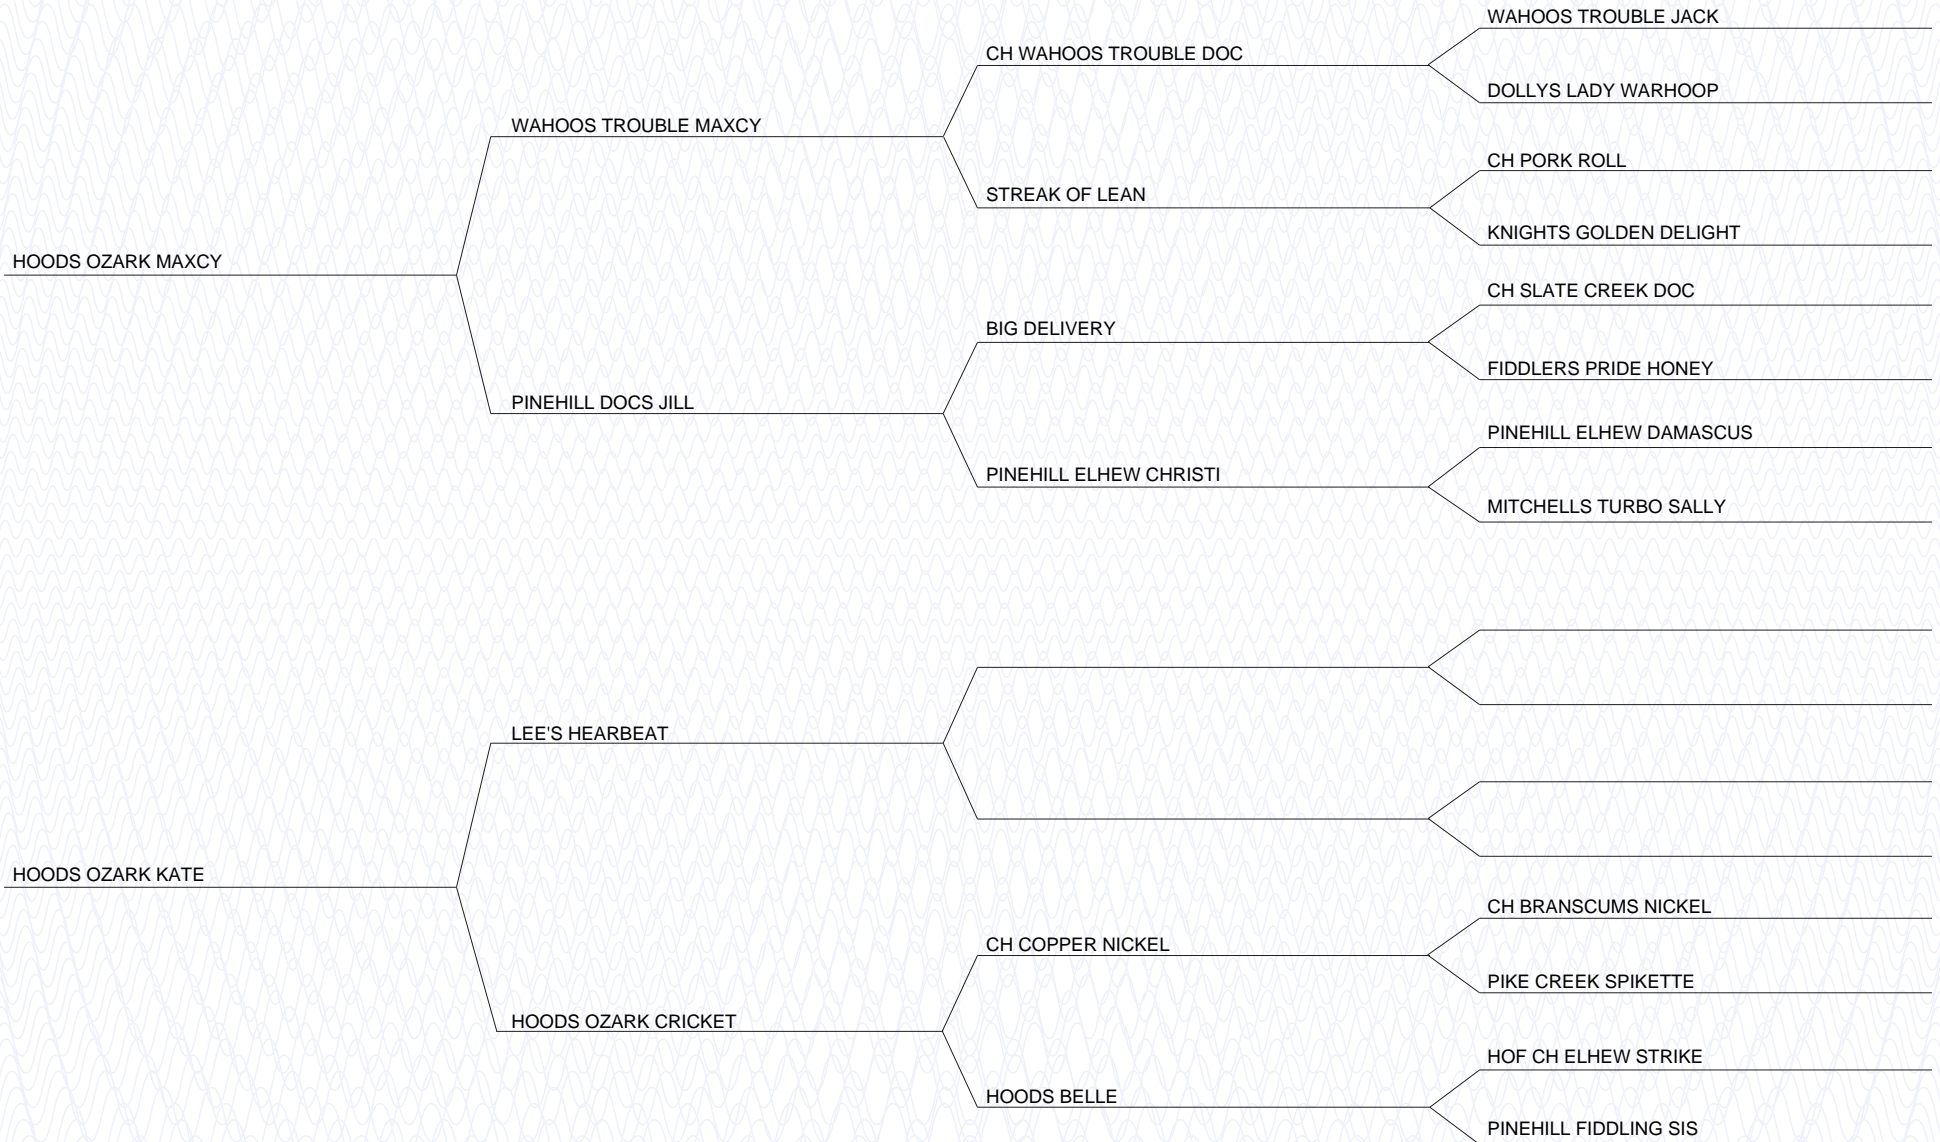 WAHOOS TROUBLE JACK
CH WAHOOS TROUBLE DOC
DOLLYS LADY WARHOOP
WAHOOS TROUBLE MAXCY
CH PORK ROLL
STREAK OF LEAN
KNIGHTS GOLDEN DELIGHT
HOODS OZARK MAXCY
CH SLATE CREEK DOC
BIG DELIVERY
FIDDLERS PRIDE HONEY
PINEHILL DOCS JILL
PINEHILL ELHEW DAMASCUS
PINEHILL ELHEW CHRISTI
MITCHELLS TURBO SALLY
LEE'S HEARBEAT
HOODS OZARK KATE
CH BRANSCUMS NICKEL
CH COPPER NICKEL
PIKE CREEK SPIKETTE
HOODS OZARK CRICKET
HOF CH ELHEW STRIKE
HOODS BELLE
PINEHILL FIDDLING SIS